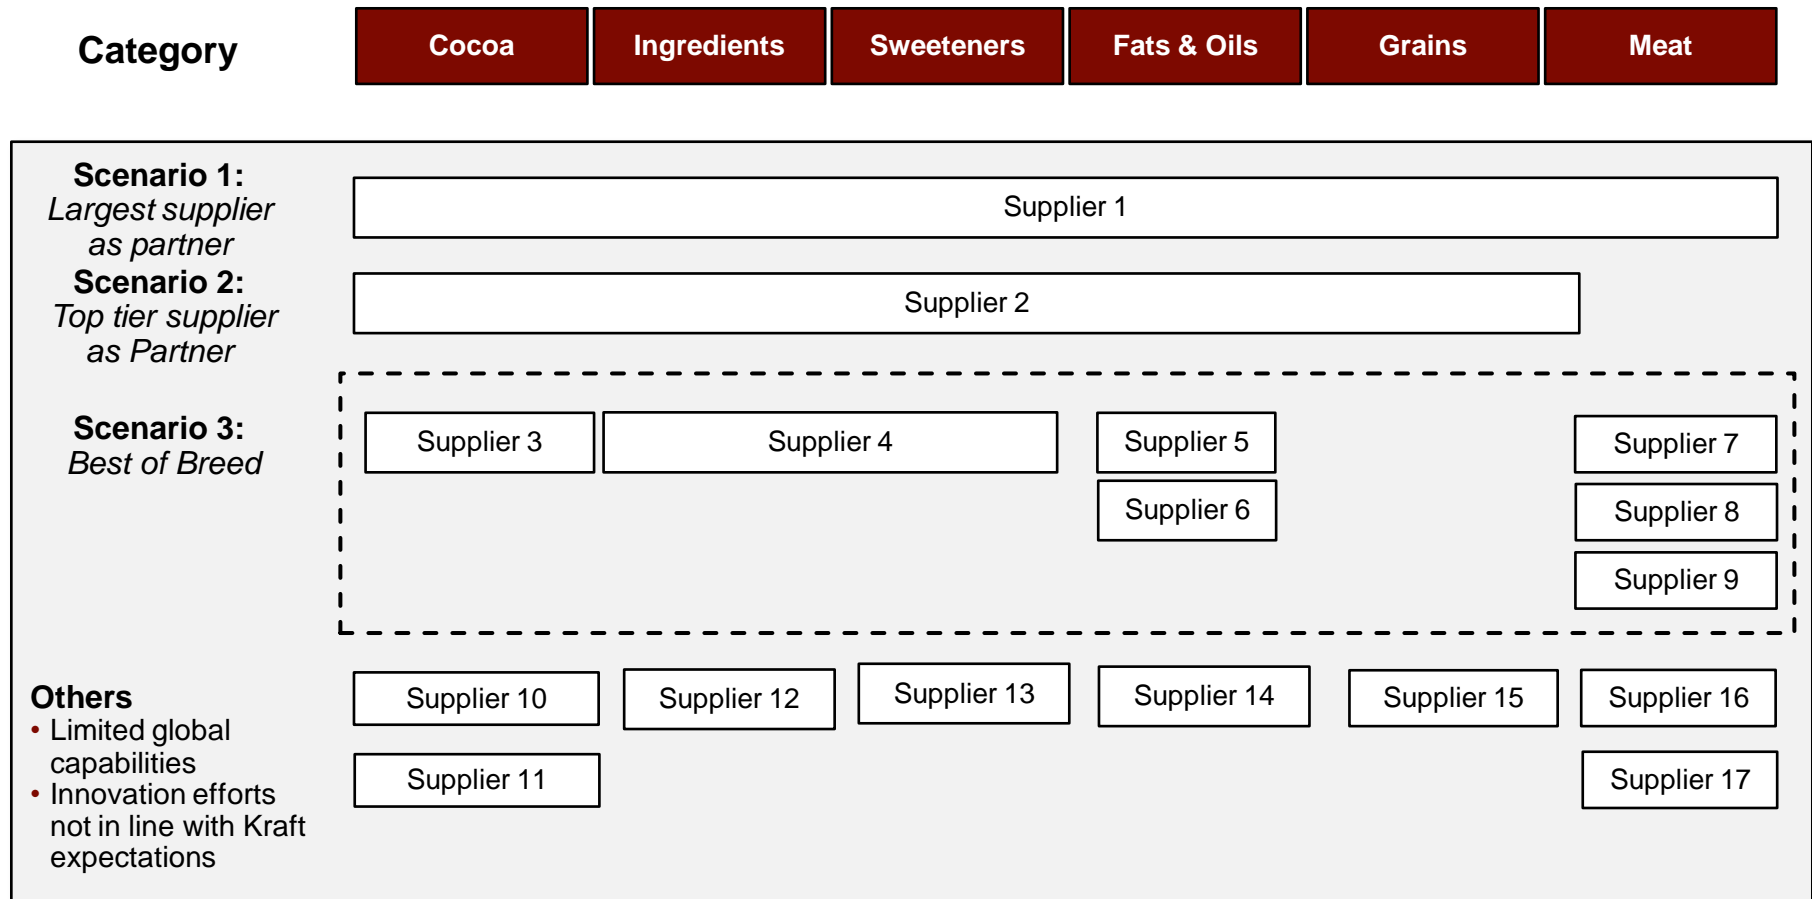 Category
Cocoa
Ingredients
Sweeteners
Fats & Oils
Grains
Meat
Scenario 1:
Largest supplier
as partner
Supplier 1
Scenario 2:
Top tier supplier
as Partner
Supplier 2
Scenario 3:
Best of Breed
Supplier 3
Supplier 4
Supplier 5
Supplier 7
Supplier 6
Supplier 8
Supplier 9
Others
• Limited global
capabilities
• Innovation efforts
not in line with Kraft
expectations
Supplier 10
Supplier 12
Supplier 13
Supplier 14
Supplier 15
Supplier 16
Supplier 11
Supplier 17